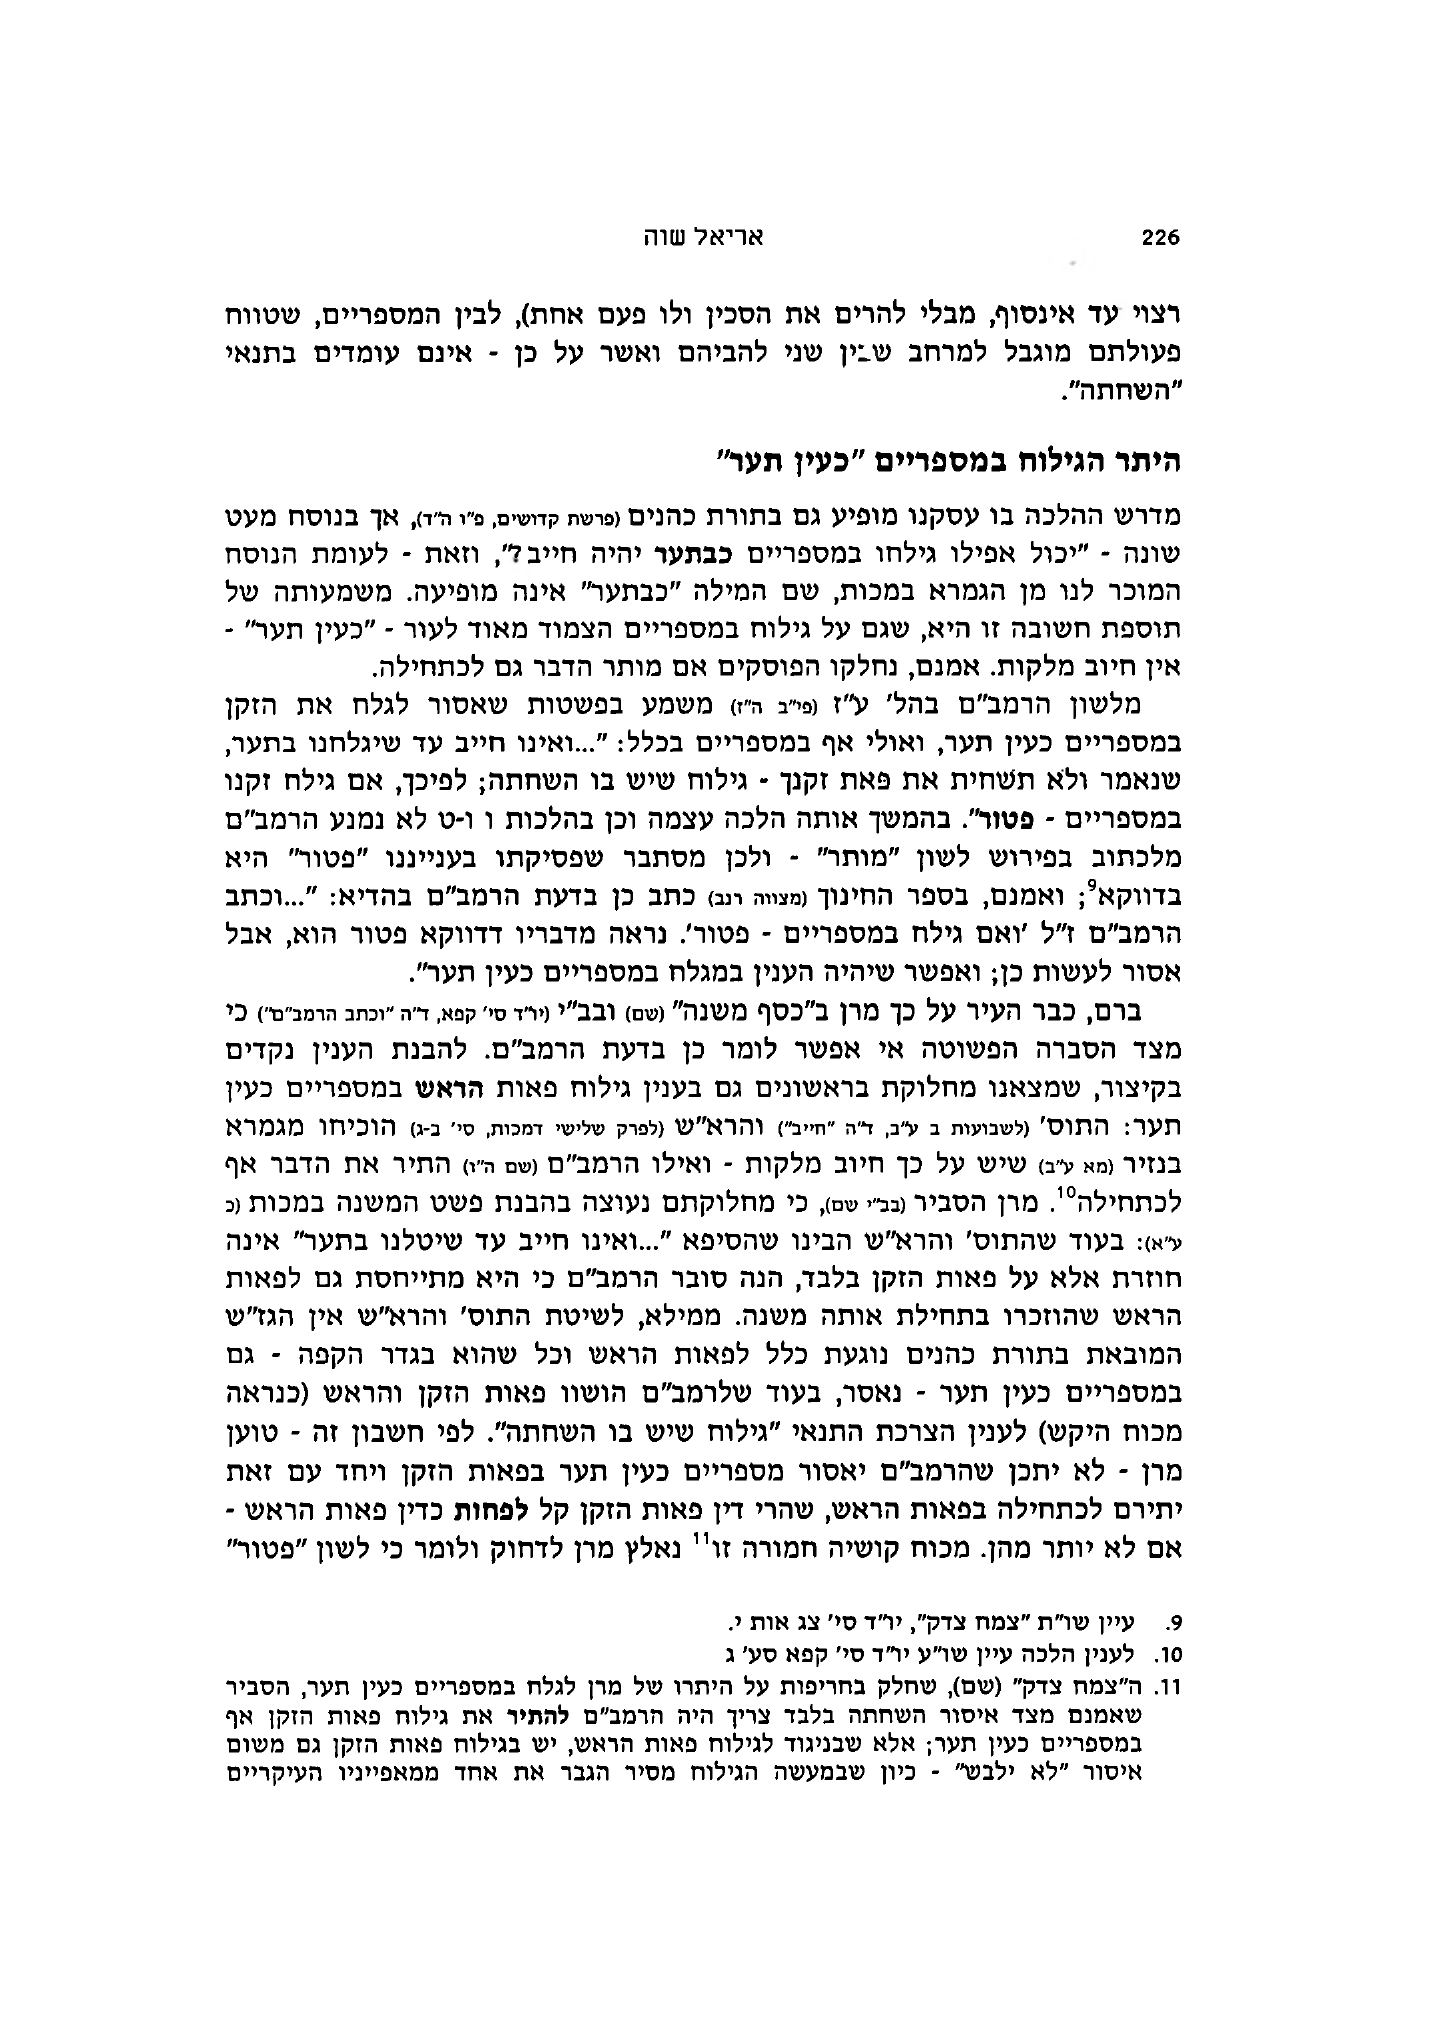 226
אריאל שוה
רצוי עד אינסוף, מבלי להרים את הסכין ולו פעם אחת), לבין המספריים, שטווח
פעולתם מוגבל למרחב שבין שני להביהם ואשר על כן - אינם עומדים בתנאי
"השחתה".
היתר הגילוח במספריים "כעין תער"
מדרש ההלכה בו עסקנו מופיע גם בתורת כהנים (פרשת קדושים, פ"ו ה"ד), אך בנוסח מעט
שונה - "יכול אפילו גילחו במספריים כבתער יהיה חייב?", וזאת - לעומת הנוסח
המוכר לנו מן הגמרא במכות, שם המילה "כבתער" אינה מופיעה. משמעותה של
תוספת חשובה זו היא, שגם על גילוח במספריים הצמוד מאוד לעור - "כעין תער" -
אין חיוב מלקות. אמנם, נחלקו הפוסקים אם מותר הדבר גם לכתחילה.
מלשון הרמב"ם בהל' ע"ז (פי"ב ה"ז) משמע בפשטות שאסור לגלח את הזקן
במספריים כעין תער, ואולי אף במספריים בכלל: "...ואינו חייב עד שיגלחנו בתער,
שנאמר ולא תשחית את פאת זקנך - גילוח שיש בו השחתה; לפיכך, אם גילח זקנו
במספריים - פטור". בהמשך אותה הלכה עצמה וכן בהלכות ו ו-ט לא נמנע הרמב"ם
מלכתוב בפירוש לשון "מותר" - ולכן מסתבר שפסיקתו בענייננו "פטור" היא
בדווקא9; ואמנם, בספר החינוך (מצווה רנב) כתב כן בדעת הרמב"ם בהדיא: "...וכתב
הרמב"ם ז"ל 'ואם גילח במספריים - פטור'. נראה מדבריו דדווקא פטור הוא, אבל
אסור לעשות כן; ואפשר שיהיה הענין במגלח במספריים כעין תער".
ברם, כבר העיר על כך מרן ב"כסף משנה" (שם) ובב"י (יו"ד סי' קפא, ד"ה "וכתב הרמב"ם") כי
מצד הסברה הפשוטה אי אפשר לומר כן בדעת הרמב"ם. להבנת הענין נקדים
בקיצור, שמצאנו מחלוקת בראשונים גם בענין גילוח פאות הראש במספריים כעין
תער: התוס' (לשבועות ב ע"ב, ד"ה "חייב") והרא"ש (לפרק שלישי דמכות, סי' ב-ג) הוכיחו מגמרא
בנזיר (מא ע"ב) שיש על כך חיוב מלקות - ואילו הרמב"ם (שם ה"ו) התיר את הדבר אף
לכתחילה10. מרן הסביר (בב"י שם), כי מחלוקתם נעוצה בהבנת פשט המשנה במכות (כ
ע"א): בעוד שהתוס' והרא"ש הבינו שהסיפא "...ואינו חייב עד שיטלנו בתער" אינה
חוזרת אלא על פאות הזקן בלבד, הנה סובר הרמב"ם כי היא מתייחסת גם לפאות
הראש שהוזכרו בתחילת אותה משנה. ממילא, לשיטת התוס' והרא"ש אין הגז"ש
המובאת בתורת כהנים נוגעת כלל לפאות הראש וכל שהוא בגדר הקפה - גם
במספריים כעין תער - נאסר, בעוד שלרמב"ם הושוו פאות הזקן והראש (כנראה
מכוח היקש) לענין הצרכת התנאי "גילוח שיש בו השחתה". לפי חשבון זה - טוען
מרן - לא יתכן שהרמב"ם יאסור מספריים כעין תער בפאות הזקן ויחד עם זאת
יתירם לכתחילה בפאות הראש, שהרי דין פאות הזקן קל לפחות כדין פאות הראש -
אם לא יותר מהן. מכוח קושיה חמורה זו11 נאלץ מרן לדחוק ולומר כי לשון "פטור"
9. עיין שו"ת "צמח צדק", יו"ד סי' צג אות י.
10. לענין הלכה עיין שו"ע יו"ד סי' קפא סע' ג
11. ה"צמח צדק" (שם), שחלק בחריפות על היתרו של מרן לגלח במספריים כעין תער, הסביר
שאמנם מצד איסור השחתה בלבד צריך היה הרמב"ם להתיר את גילוח פאות הזקן אף
במספריים כעין תער; אלא שבניגוד לגילוח פאות הראש, יש בגילוח פאות הזקן גם משום
איסור "לא ילבש" - כיון שבמעשה הגילוח מסיר הגבר את אחד ממאפייניו העיקריים